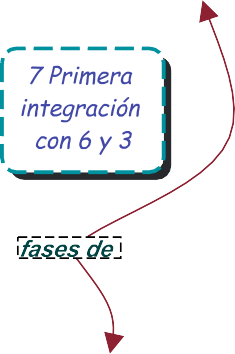 7 Primera
integración
con 6 y 3
fases de